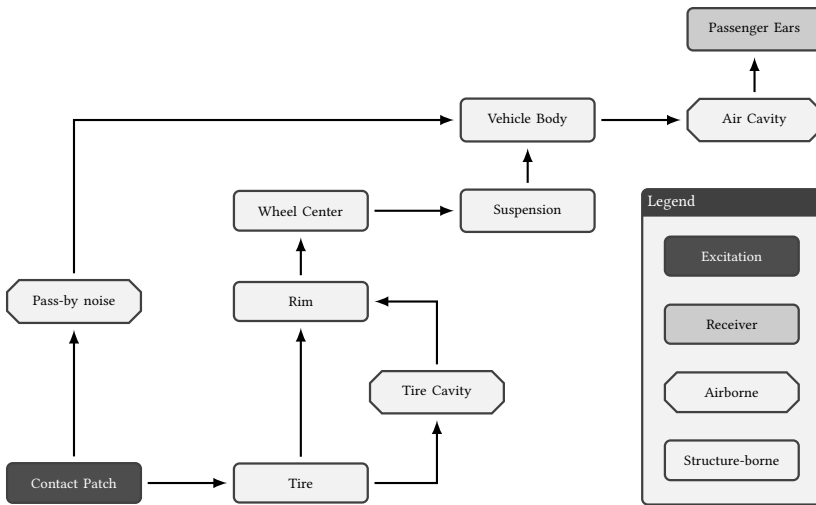 Passenger Ears
Vehicle Body
Air Cavity
Wheel Center
Suspension
Legend
Excitation
Pass-by noise
Rim
Receiver
Tire Cavity
Airborne
Structure-borne
Contact Patch
Tire